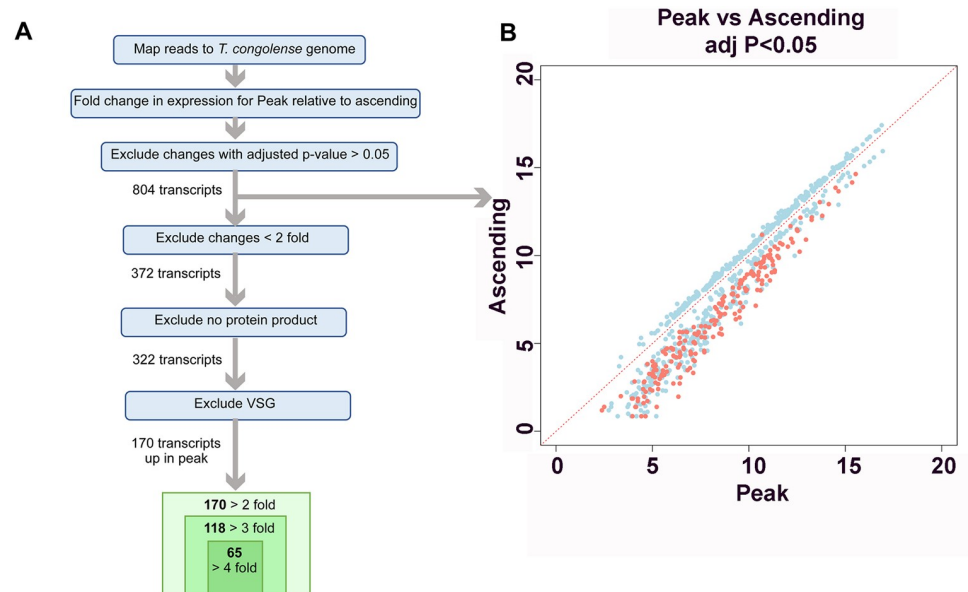 A
Map reads to T. congolense genome
Fold change in expression for Peak relative to ascending
Exclude changes with adjusted p-value > 0.05
804 transcripts
Exclude changes < 2 fold
372 transcripts
Exclude no protein product
322 transcripts
Exclude VSG
170 transcripts
up in peak
170 > 2 fold
118 > 3 fold
65
> 4 fold
B
Peak vs Ascending
adj P<0.05
Ascending
20
15
10
5
0
0 5 10 15 20
Peak